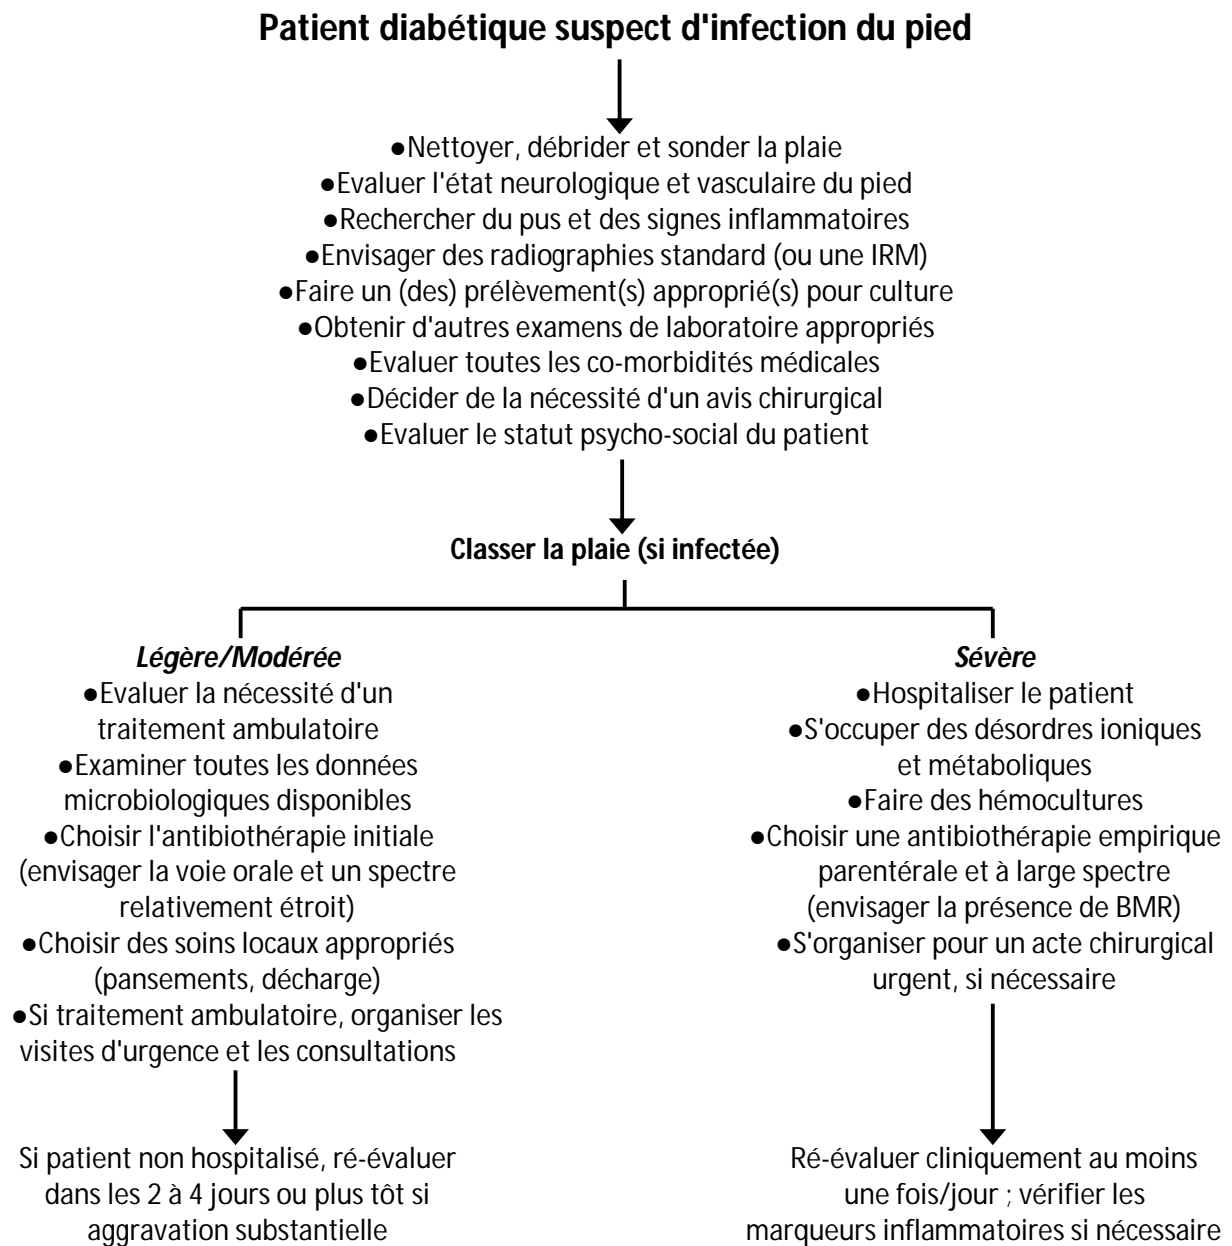 Patient diabétique suspect d'infection du pied
●Nettoyer, débrider et sonder la plaie
●Evaluer l'état neurologique et vasculaire du pied
●Rechercher du pus et des signes inflammatoires
●Envisager des radiographies standard (ou une IRM)
●Faire un (des) prélèvement(s) approprié(s) pour culture
●Obtenir d'autres examens de laboratoire appropriés
●Evaluer toutes les co-morbidités médicales
●Décider de la nécessité d'un avis chirurgical
●Evaluer le statut psycho-social du patient
Classer la plaie (si infectée)
Légère/Modérée
●Evaluer la nécessité d'un
traitement ambulatoire
●Examiner toutes les données
microbiologiques disponibles
●Choisir l'antibiothérapie initiale
(envisager la voie orale et un spectre
relativement étroit)
●Choisir des soins locaux appropriés
(pansements, décharge)
●Si traitement ambulatoire, organiser les
visites d'urgence et les consultations
Si patient non hospitalisé, ré-évaluer
dans les 2 à 4 jours ou plus tôt si
aggravation substantielle
Sévère
●Hospitaliser le patient
●S'occuper des désordres ioniques
et métaboliques
●Faire des hémocultures
●Choisir une antibiothérapie empirique
parentérale et à large spectre
(envisager la présence de BMR)
●S'organiser pour un acte chirurgical
urgent, si nécessaire
Ré-évaluer cliniquement au moins
une fois/jour ; vérifier les
marqueurs inflammatoires si nécessaire